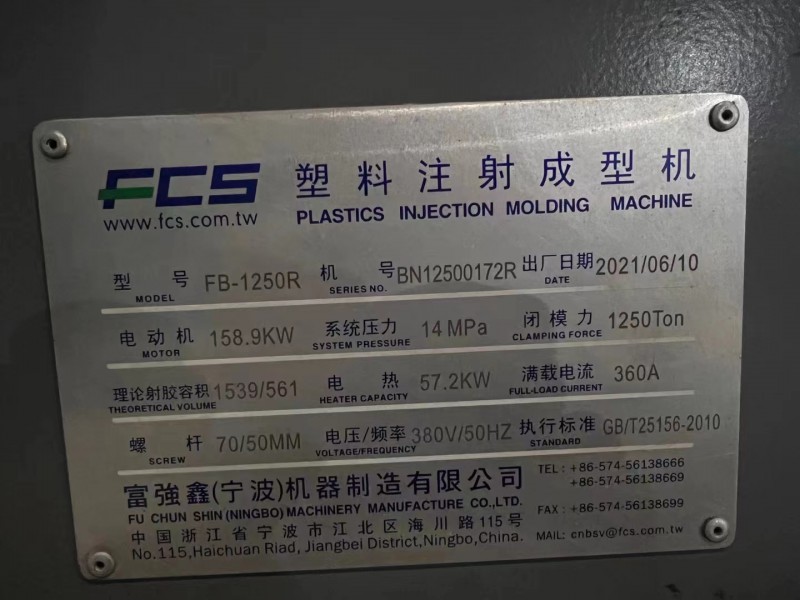 FCS 塑料注射成型机
www.fcs.com.tw PLASTICS INJECTION MOLDING MACHINE
型号 FB-1250R 机号 BN12500172R 出厂日期 2021/06/10
MODEL SERIES NO. DATE
电动机 158.9KW 系统压力 14MPa 闭模力 1250Ton
MOTOR SYSTEM PRESSURE CLAMPING FORCE
理论射胶容积 1539/561 电热 57.2KW 满载电流 360A
THEORETICAL VOLUME HEATER CAPACITY FULL-LOAD CURRENT
螺杆 70/50MM 电压/频率 380V/50HZ 执行标准 GB/T25156-2010
SCREW VOLTAGE/FREQUENCY STANDARD
富強鑫(宁波)机器制造有限公司 TEL: +86-574-56138666
+86-574-56138669
FU CHUN SHIN (NINGBO) MACHINERY MANUFACTURE CO.,LTD.
中国浙江省宁波市江北区海川路115号 FAX: +86-574-56138699
No.115,Haichuan Riad, Jiangbei District,Ningbo,China. MAIL: cnbsv@fcs.com.tw